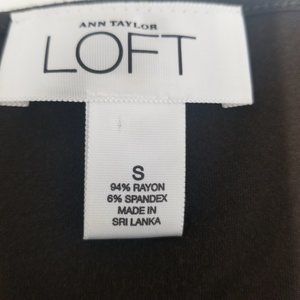 ANN TAYLOR
LOFT
S
94% RAYON
6% SPANDEX
MADE IN
SRI LANKA